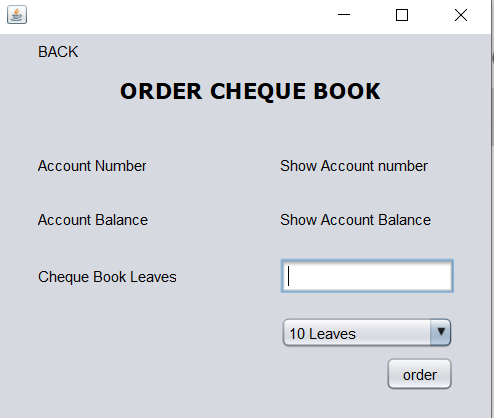 BACK
ORDER CHEQUE BOOK
Account Number Show Account number
Account Balance Show Account Balance
Cheque Book Leaves
10 Leaves
order